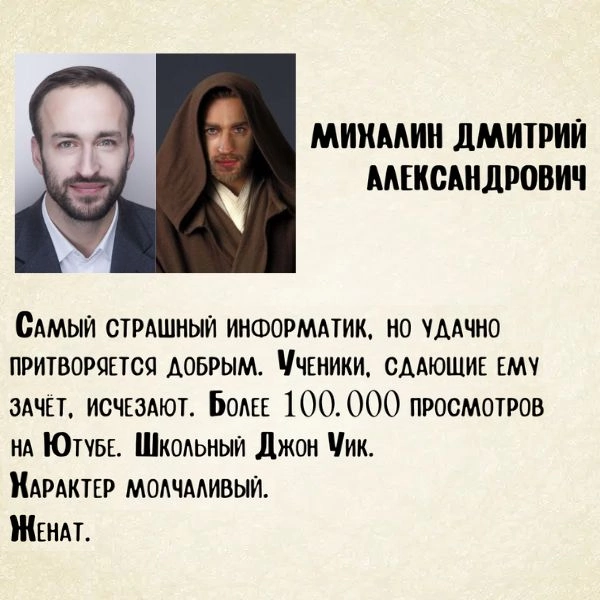 МИХАЛИН ДМИТРИЙ
АЛЕКСАНДРОВИЧ
Самый страшный информатик, но удачно
притворяется добрым. Ученики, сдающие ему
зачёт, исчезают. Более 100.000 просмотров
на Ютубе. Школьный Джон Уик.
Характер молчаливый.
Женат.